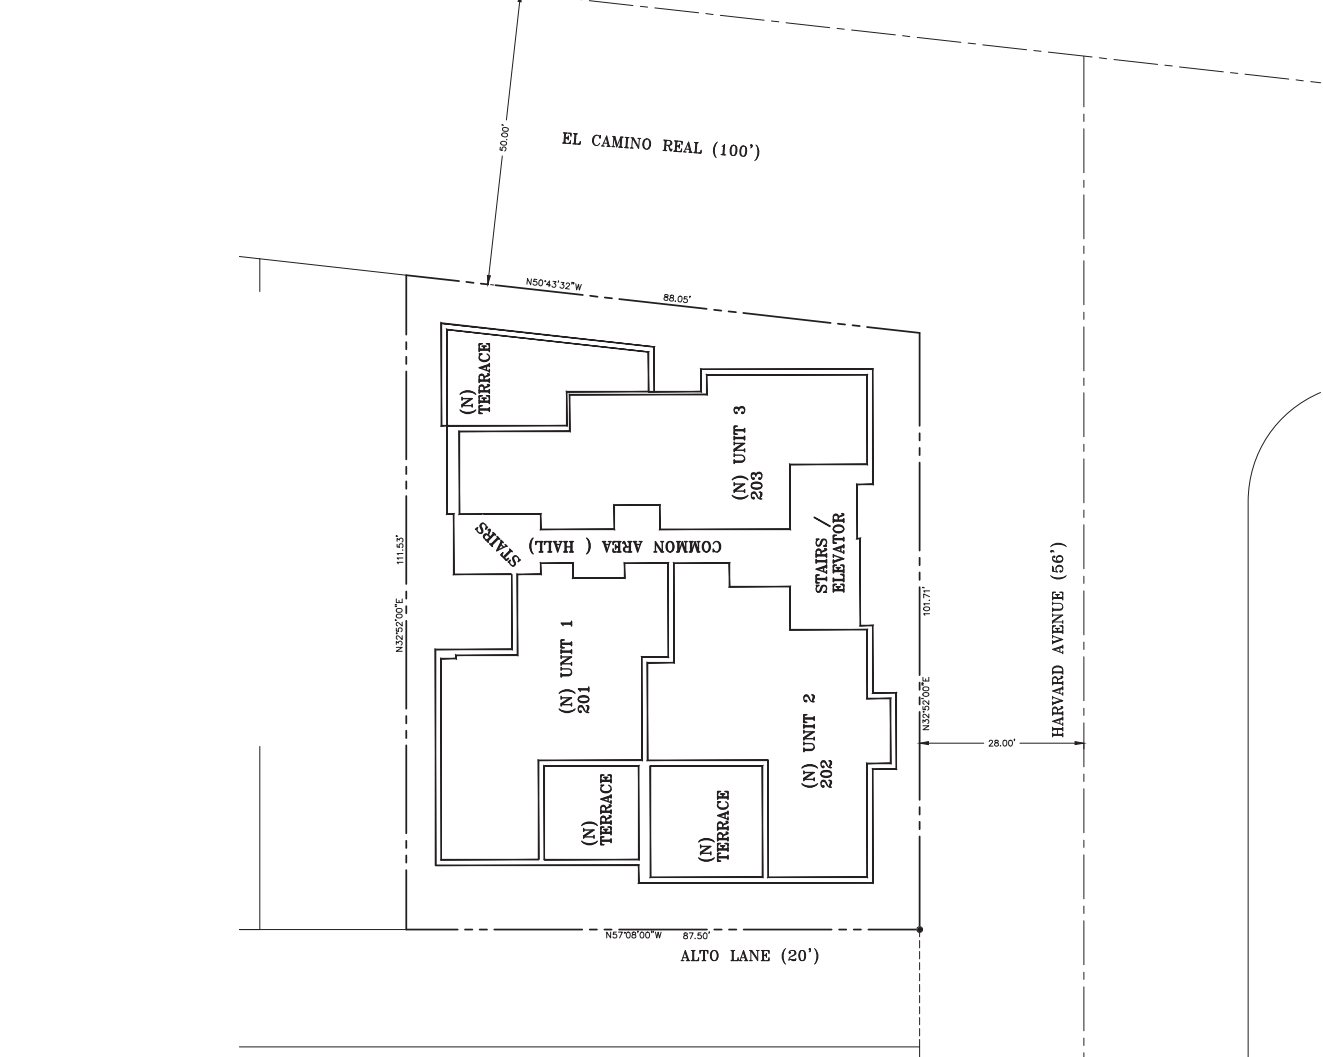 50.00'
EL CAMINO REAL (100')
N50°43'32"W
88.05'
(N)
TERRACE
(N) UNIT 3
203
STAIRS
COMMON AREA ( HALL)
STAIRS /
ELEVATOR
111.53'
N32°52'00"E
101.71'
N32°52'00"E
HARVARD AVENUE (56')
28.00'
(N) UNIT 1
201
(N) UNIT 2
202
(N)
TERRACE
(N)
TERRACE
N57°08'00"W
87.50'
ALTO LANE (20')